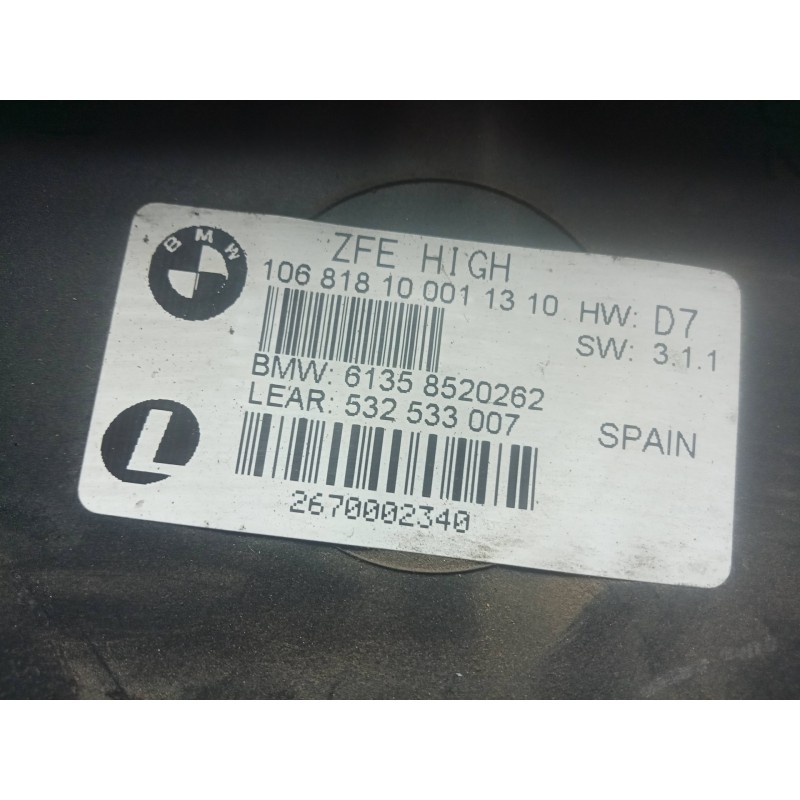 BMW
ZFE HIGH
106 818 10 001 13 10 HW: D7
SW: 3.1.1
BMW: 6135 8520262
LEAR: 532 533 007
SPAIN
L
2670002340